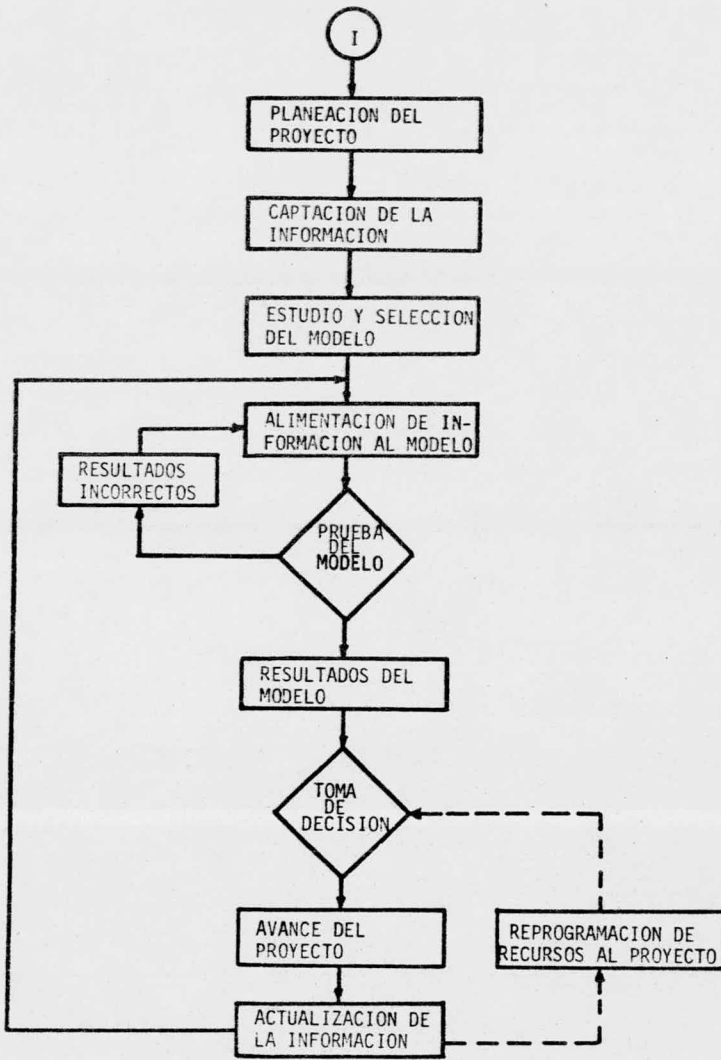 I
PLANEACION DEL
PROYECTO
CAPTACION DE LA
INFORMACION
ESTUDIO Y SELECCION
DEL MODELO
ALIMENTACION DE IN-
FORMACION AL MODELO
RESULTADOS
INCORRECTOS
PRUEBA
DEL
MODELO
RESULTADOS DEL
MODELO
TOMA
DE
DECISION
AVANCE DEL
PROYECTO
REPROGRAMACION DE
RECURSOS AL PROYECTO
ACTUALIZACION DE
LA INFORMACION